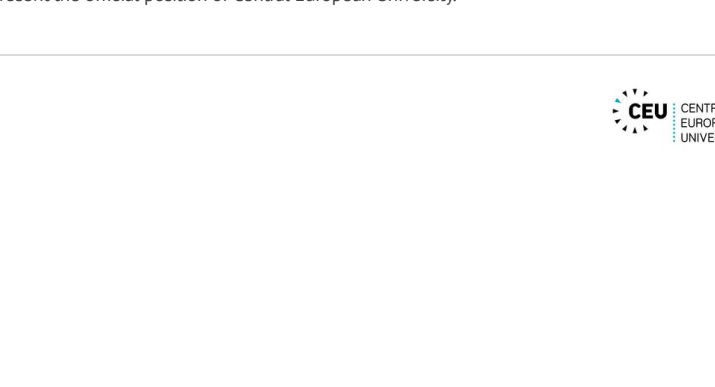 resent the official position of Central European University.
CEU
CENTR
EUROP
UNIVE